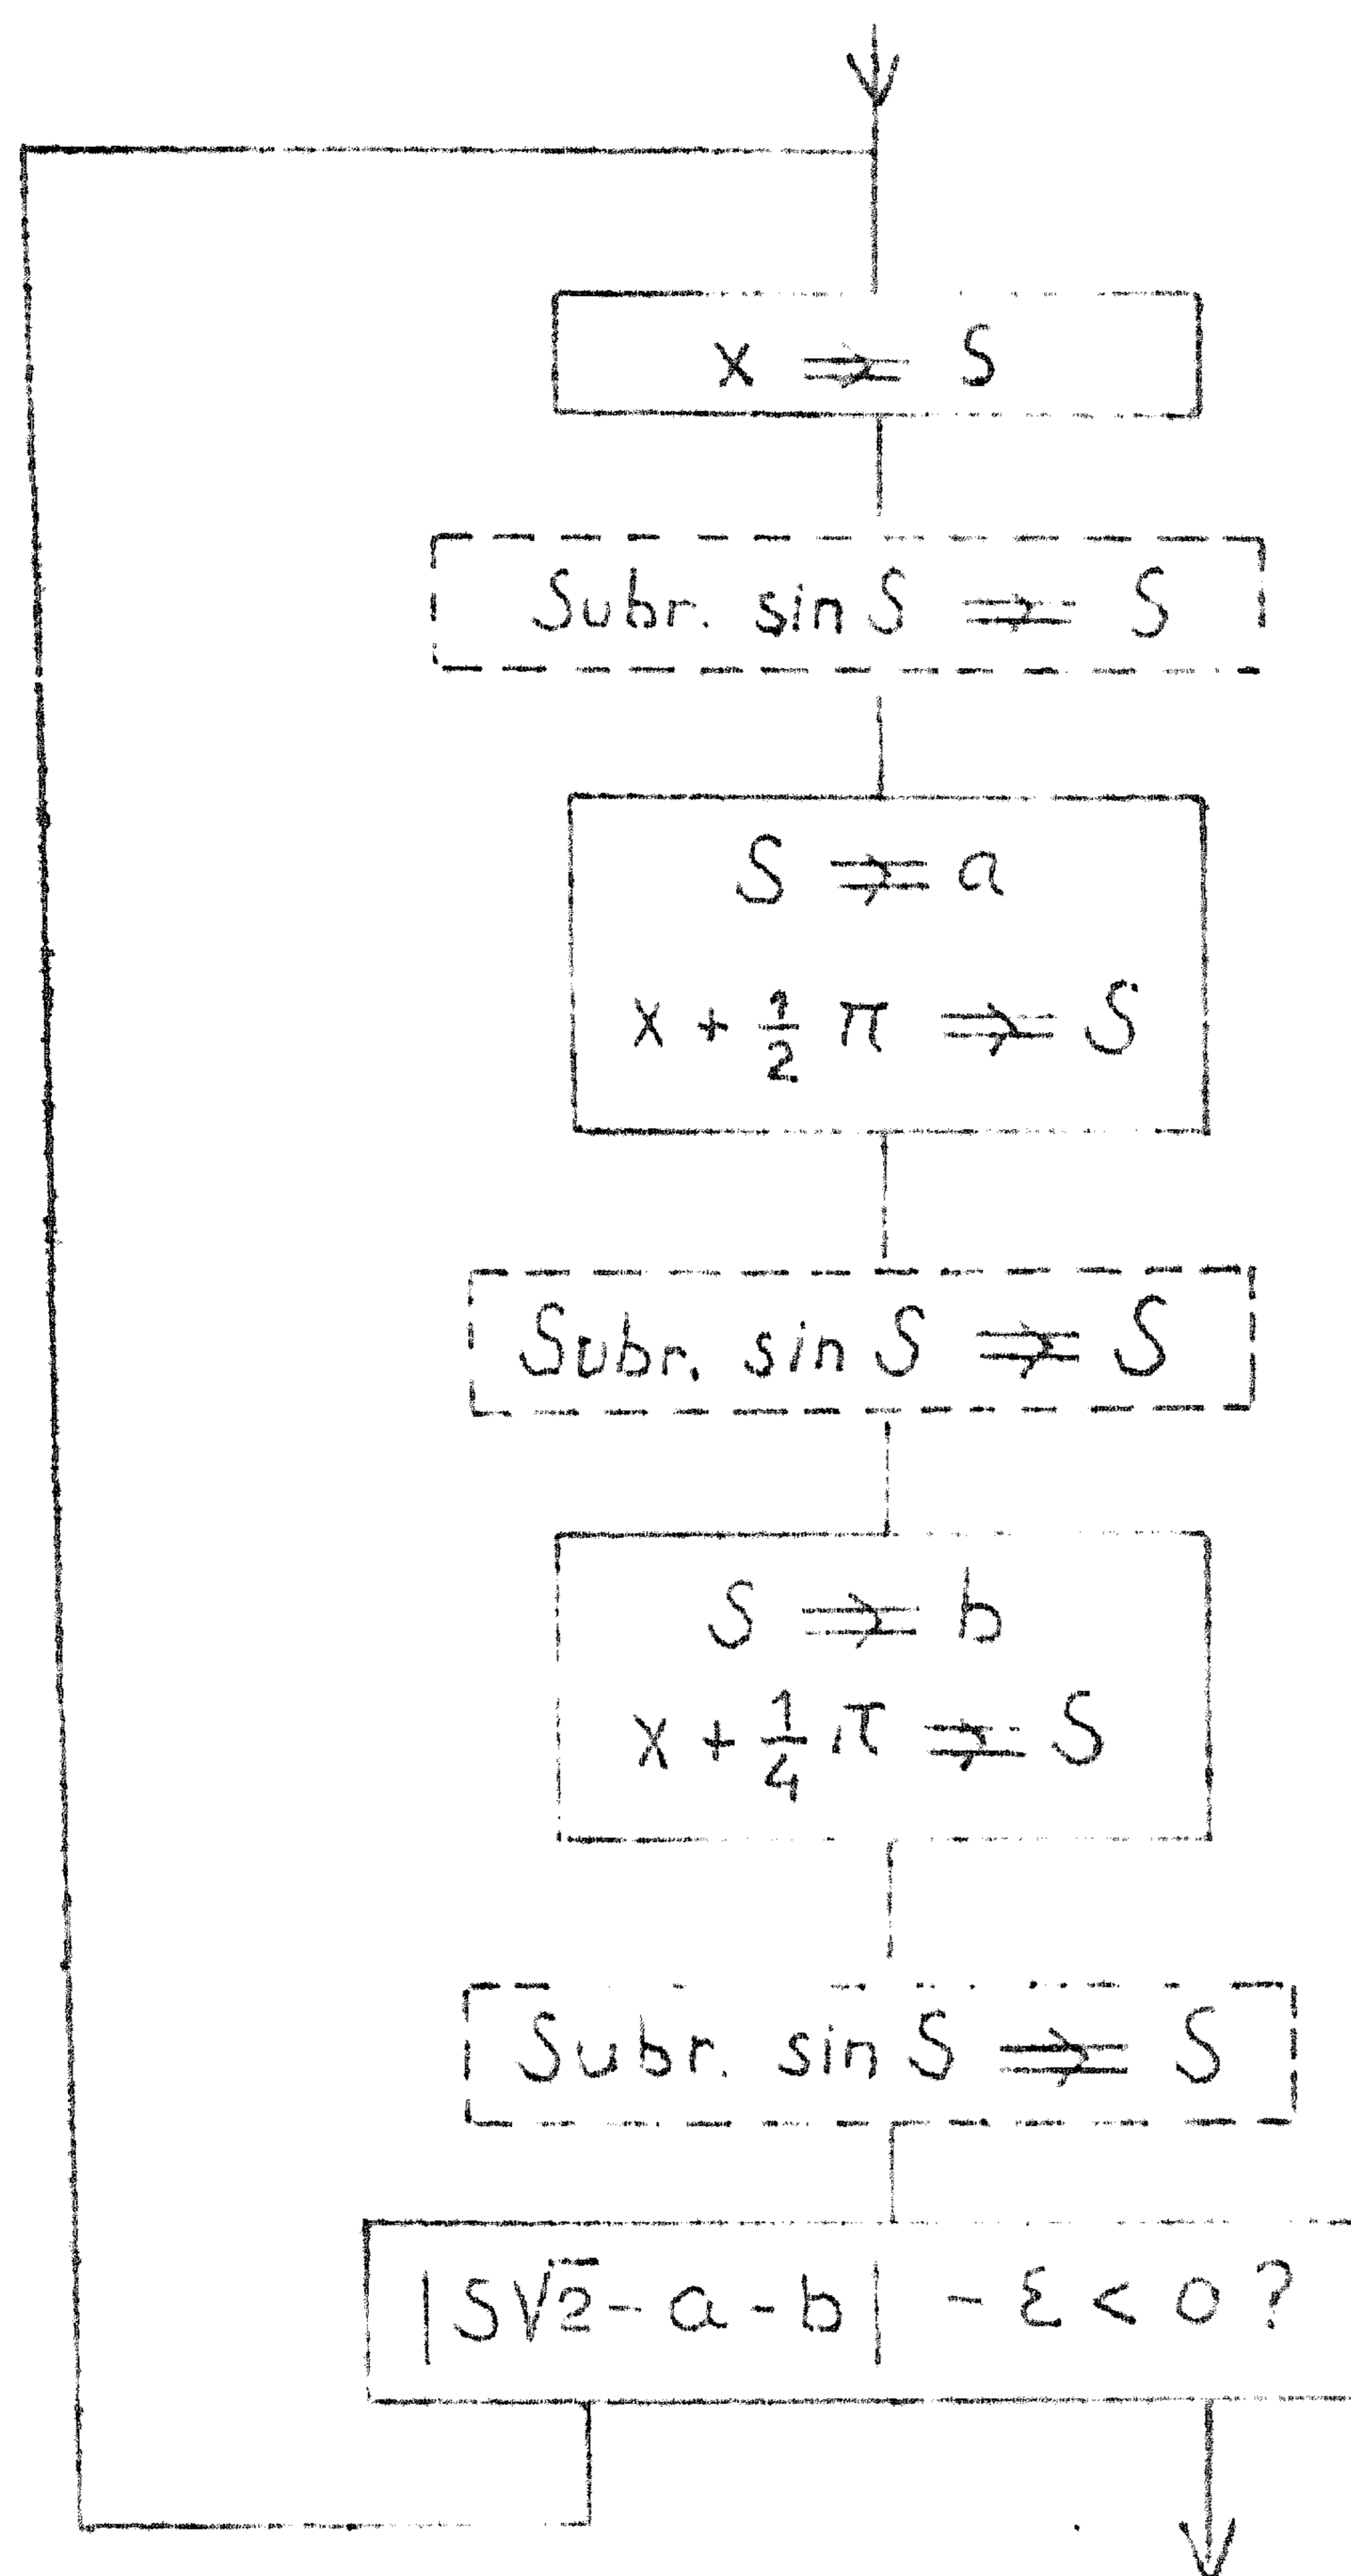 x ⇒ S
Subr. sin S ⇒ S
S ⇒ a
x + 1/2 π ⇒ S
Subr. sin S ⇒ S
S ⇒ b
x + 1/4 π ⇒ S
Subr. sin S ⇒ S
|S√2 - a - b| - ε < 0 ?